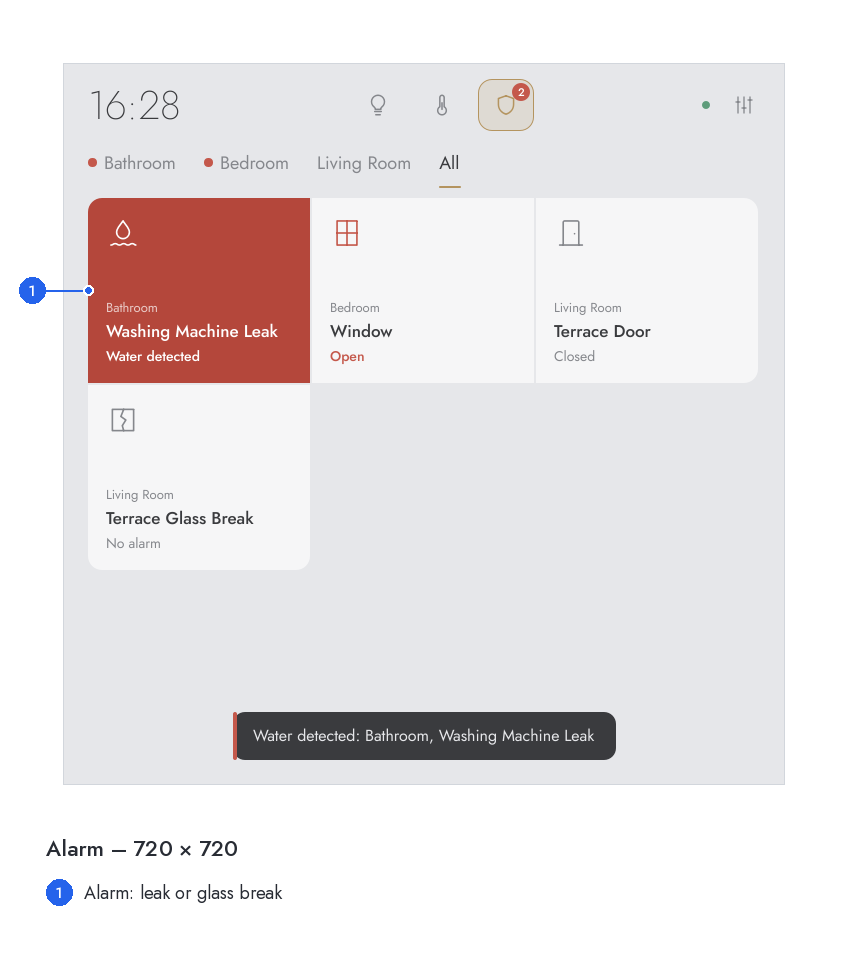 16:28
2
Bathroom
Bedroom
Living Room
All
Bathroom
Washing Machine Leak
Water detected
Bedroom
Window
Open
Living Room
Terrace Door
Closed
1
Living Room
Terrace Glass Break
No alarm
Water detected: Bathroom, Washing Machine Leak
Alarm – 720 × 720
1 Alarm: leak or glass break